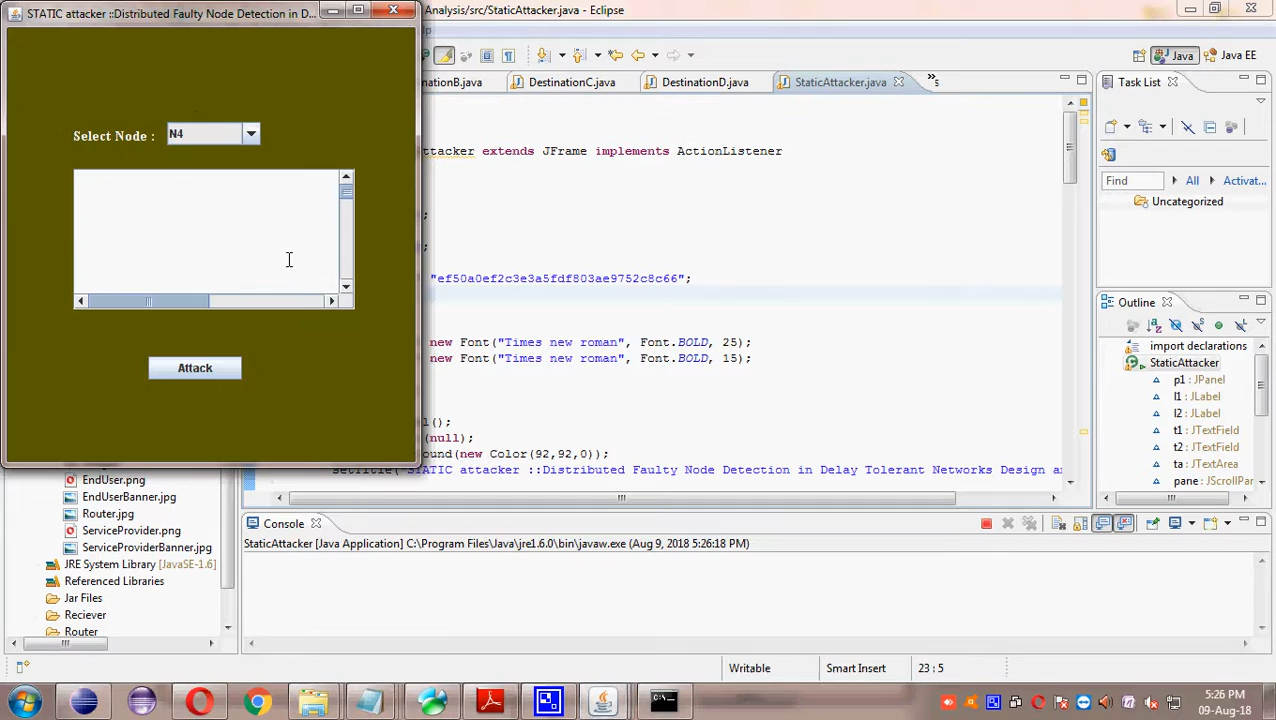 STATIC attacker ::Distributed Faulty Node Detection in D...
Analysis/src/StaticAttacker.java - Eclipse
Java
Java EE
nationB.java
DestinationC.java
DestinationD.java
StaticAttacker.java
»5
Task List
Select Node :
N4
Attack
ttacker extends JFrame implements ActionListener
;
;
"ef50a0ef2c3e3a5fdf803ae9752c8c66";
new Font("Times new roman", Font.BOLD, 25);
new Font("Times new roman", Font.BOLD, 15);
l();
(null);
ound(new Color(92,92,0));
setTitle("STATIC attacker ::Distributed Faulty Node Detection in Delay Tolerant Networks Design an
Find
All
Activat...
Uncategorized
Outline
import declarations
StaticAttacker
p1 : JPanel
l1 : JLabel
l2 : JLabel
t1 : JTextField
t2 : JTextField
ta : JTextArea
pane : JScrollPan
EndUser.png
EndUserBanner.jpg
Router.jpg
ServiceProvider.png
ServiceProviderBanner.jpg
JRE System Library [JavaSE-1.6]
Referenced Libraries
Jar Files
Reciever
Router
Console
StaticAttacker [Java Application] C:\Program Files\Java\jre1.6.0\bin\javaw.exe (Aug 9, 2018 5:26:18 PM)
Writable
Smart Insert
23 : 5
5:26 PM
09-Aug-18